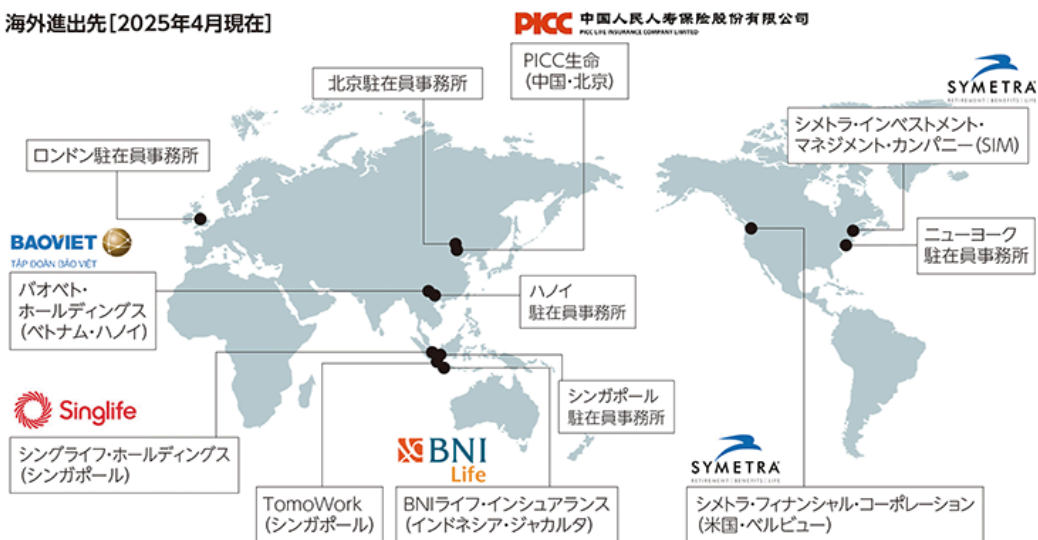 海外進出先[2025年4月現在]
PICC 中国人民人寿保险股份有限公司
PICC LIFE INSURANCE COMPANY LIMITED
PICC生命
(中国・北京)
北京駐在員事務所
SYMETRA
RETIREMENT | BENEFITS | LIFE
シメトラ・インベストメント・
マネジメント・カンパニー(SIM)
ロンドン駐在員事務所
ニューヨーク
駐在員事務所
BAOVIET
TẬP ĐOÀN BẢO VIỆT
バオベト・
ホールディングス
(ベトナム・ハノイ)
ハノイ
駐在員事務所
シンガポール
駐在員事務所
Singlife
シングライフ・ホールディングス
(シンガポール)
BNI
Life
SYMETRA
RETIREMENT | BENEFITS | LIFE
TomoWork
(シンガポール)
BNIライフ・インシュアランス
(インドネシア・ジャカルタ)
シメトラ・フィナンシャル・コーポレーション
(米国・ベルビュー)